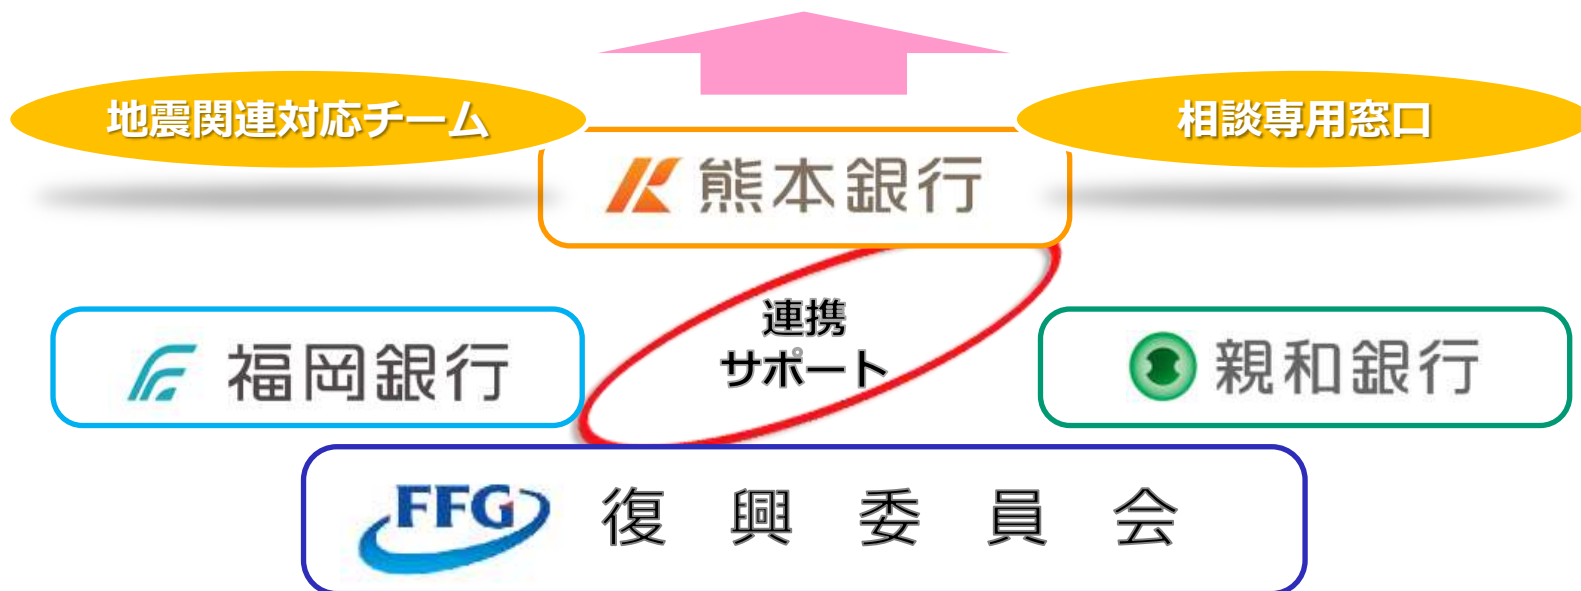 地震関連対応チーム
相談専用窓口
熊本銀行
連携
サポート
福岡銀行
親和銀行
FFG 復興委員会